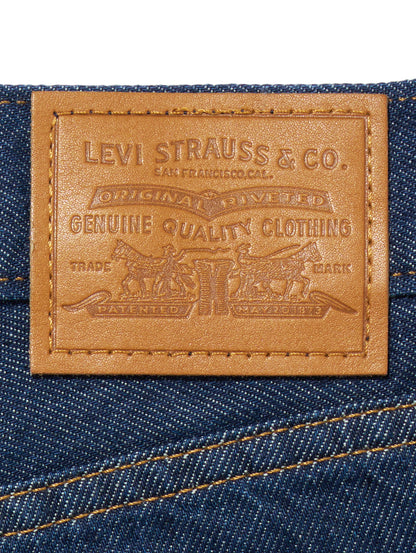 LEVI STRAUSS & CO.
SAN FRANCISCO, CAL.
ORIGINAL RIVETED
GENUINE QUALITY CLOTHING
TRADE MARK
PATENTED MAY 20 1873